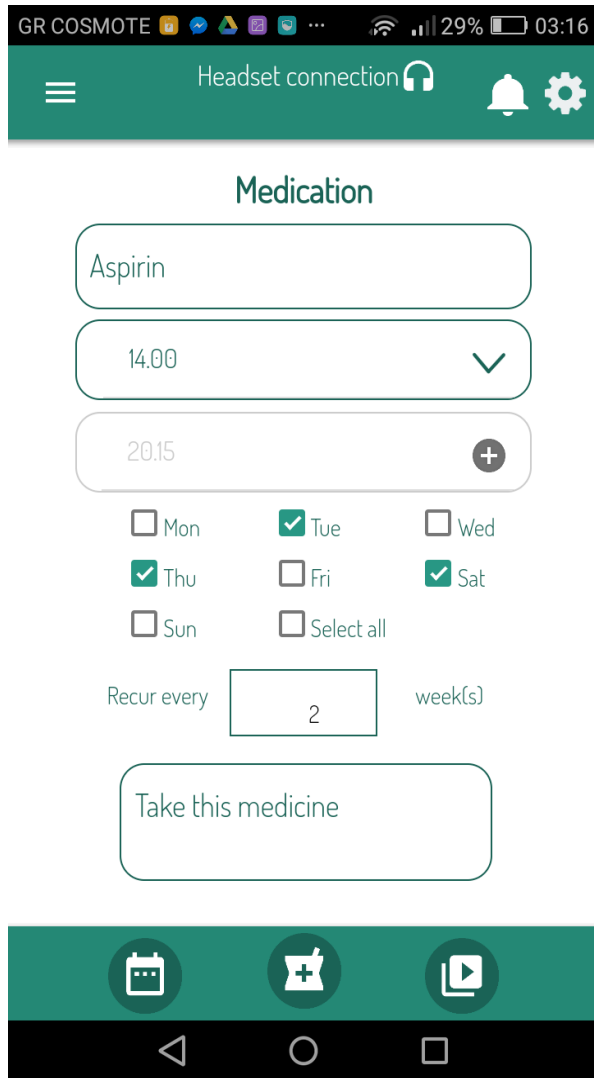 GR COSMOTE ... 29% 03:16
Headset connection
Medication
Aspirin
14.00
20.15
Mon Tue Wed
Thu Fri Sat
Sun Select all
Recur every 2 week(s)
Take this medicine